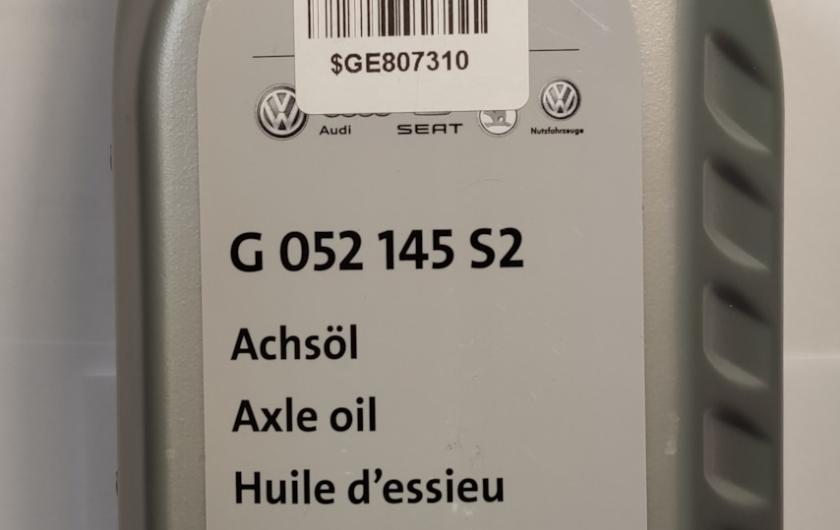 $GE807310
Audi SEAT Nutzfahrzeuge
G 052 145 S2
Achsöl
Axle oil
Huile d'essieu